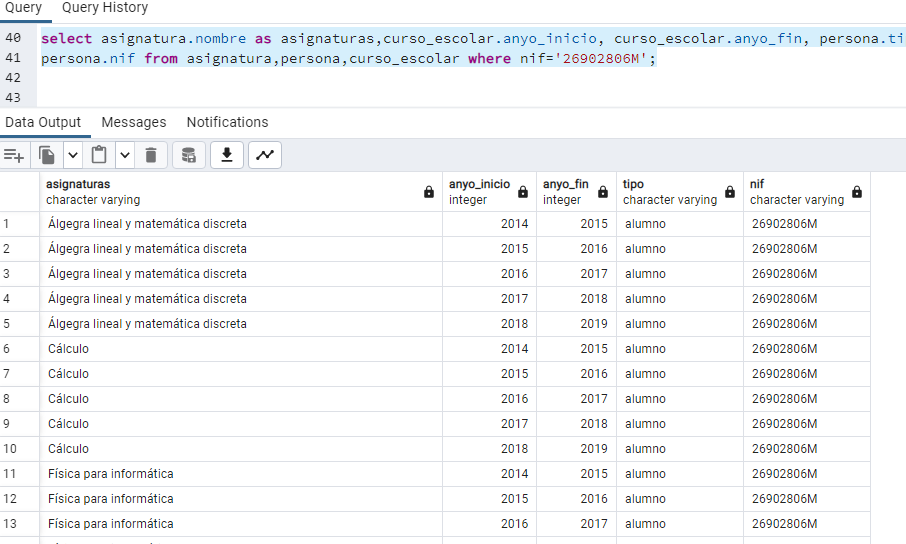 Query Query History
40 select asignatura.nombre as asignaturas,curso_escolar.anyo_inicio, curso_escolar.anyo_fin, persona.ti
41 persona.nif from asignatura,persona,curso_escolar where nif='26902806M';
42
43
Data Output Messages Notifications
asignaturas anyo_inicio anyo_fin tipo nif
character varying integer integer character varying character varying
1 Álgegra lineal y matemática discreta 2014 2015 alumno 26902806M
2 Álgegra lineal y matemática discreta 2015 2016 alumno 26902806M
3 Álgegra lineal y matemática discreta 2016 2017 alumno 26902806M
4 Álgegra lineal y matemática discreta 2017 2018 alumno 26902806M
5 Álgegra lineal y matemática discreta 2018 2019 alumno 26902806M
6 Cálculo 2014 2015 alumno 26902806M
7 Cálculo 2015 2016 alumno 26902806M
8 Cálculo 2016 2017 alumno 26902806M
9 Cálculo 2017 2018 alumno 26902806M
10 Cálculo 2018 2019 alumno 26902806M
11 Física para informática 2014 2015 alumno 26902806M
12 Física para informática 2015 2016 alumno 26902806M
13 Física para informática 2016 2017 alumno 26902806M